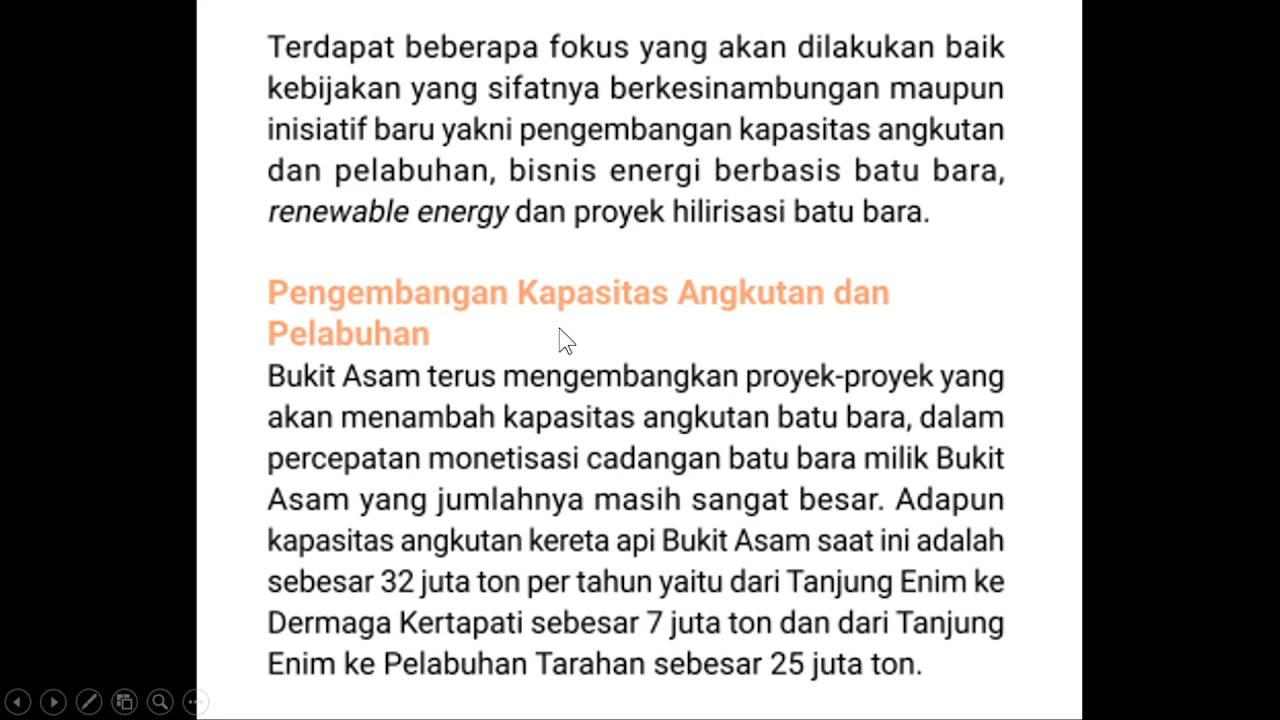 Terdapat beberapa fokus yang akan dilakukan baik
kebijakan yang sifatnya berkesinambungan maupun
inisiatif baru yakni pengembangan kapasitas angkutan
dan pelabuhan, bisnis energi berbasis batu bara,
renewable energy dan proyek hilirisasi batu bara.
Pengembangan Kapasitas Angkutan dan
Pelabuhan
Bukit Asam terus mengembangkan proyek-proyek yang
akan menambah kapasitas angkutan batu bara, dalam
percepatan monetisasi cadangan batu bara milik Bukit
Asam yang jumlahnya masih sangat besar. Adapun
kapasitas angkutan kereta api Bukit Asam saat ini adalah
sebesar 32 juta ton per tahun yaitu dari Tanjung Enim ke
Dermaga Kertapati sebesar 7 juta ton dan dari Tanjung
Enim ke Pelabuhan Tarahan sebesar 25 juta ton.